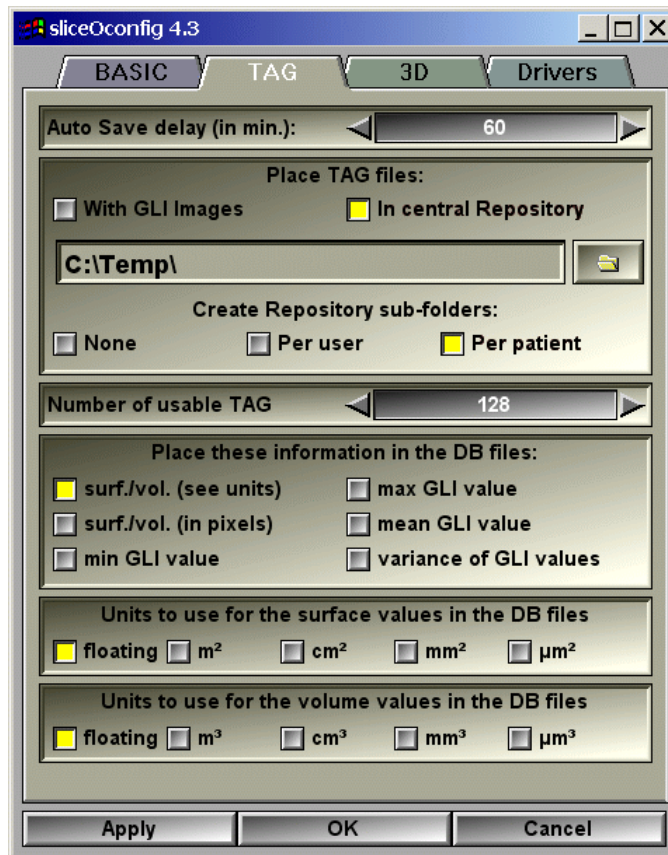 sliceOconfig 4.3
BASIC TAG 3D Drivers
Auto Save delay (in min.): 60
Place TAG files:
With GLI Images In central Repository
C:\Temp\
Create Repository sub-folders:
None Per user Per patient
Number of usable TAG 128
Place these information in the DB files:
surf./vol. (see units) max GLI value
surf./vol. (in pixels) mean GLI value
min GLI value variance of GLI values
Units to use for the surface values in the DB files
floating m² cm² mm² µm²
Units to use for the volume values in the DB files
floating m³ cm³ mm³ µm³
Apply OK Cancel